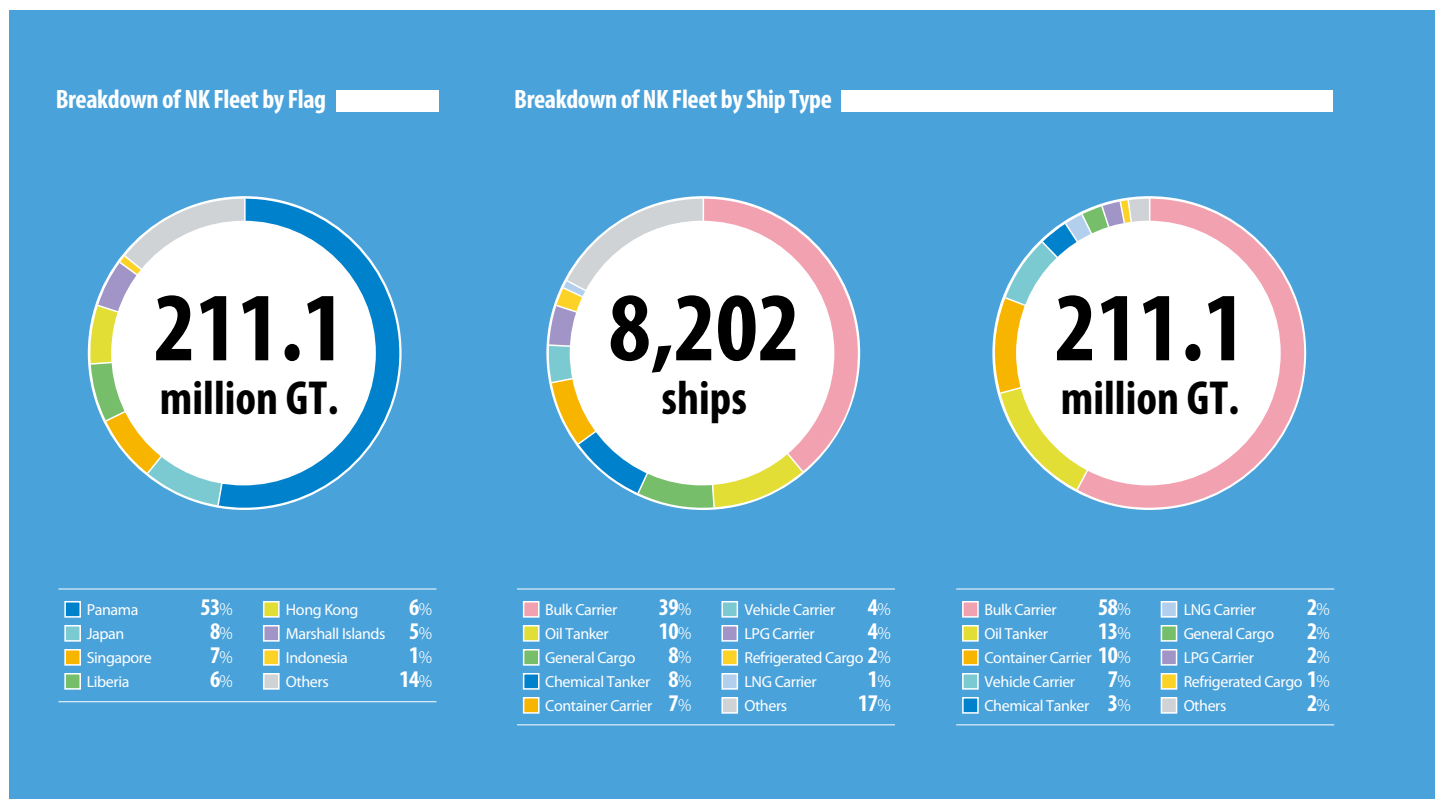 Breakdown of NK Fleet by Flag
211.1
million GT.
Panama 53%
Japan 8%
Singapore 7%
Liberia 6%
Hong Kong 6%
Marshall Islands 5%
Indonesia 1%
Others 14%
Breakdown of NK Fleet by Ship Type
8,202
ships
Bulk Carrier 39%
Oil Tanker 10%
General Cargo 8%
Chemical Tanker 8%
Container Carrier 7%
Vehicle Carrier 4%
LPG Carrier 4%
Refrigerated Cargo 2%
LNG Carrier 1%
Others 17%
211.1
million GT.
Bulk Carrier 58%
Oil Tanker 13%
Container Carrier 10%
Vehicle Carrier 7%
Chemical Tanker 3%
LNG Carrier 2%
General Cargo 2%
LPG Carrier 2%
Refrigerated Cargo 1%
Others 2%